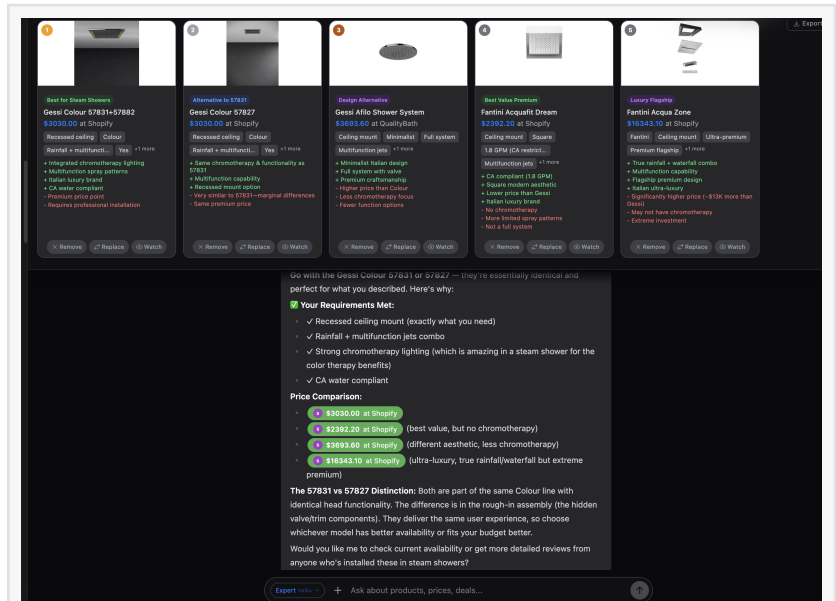 Export
1
Best for Steam Showers
Gessi Colour 57831+57882
$3030.00 at Shopify
Recessed ceiling
Colour
Rainfall + multifuncti...
Yes
+1 more
+ Integrated chromotherapy lighting
+ Multifunction spray patterns
+ Italian luxury brand
+ CA water compliant
- Premium price point
- Requires professional installation
Remove
Replace
Watch
2
Alternative to 57831
Gessi Colour 57827
$3030.00 at Shopify
Recessed ceiling
Colour
Rainfall + multifuncti...
Yes
+1 more
+ Same chromotherapy & functionality as
57831
+ Multifunction capability
+ Recessed mount option
- Very similar to 57831—marginal differences
- Same premium price
Remove
Replace
Watch
3
Design Alternative
Gessi Afilo Shower System
$3693.60 at QualityBath
Ceiling mount
Minimalist
Full system
Multifunction jets
+1 more
+ Minimalist Italian design
+ Full system with valve
+ Premium craftsmanship
- Higher price than Colour
- Less chromotherapy focus
- Fewer function options
Remove
Replace
Watch
4
Best Value Premium
Fantini Acquafit Dream
$2392.20 at Shopify
Ceiling mount
Square
1.8 GPM (CA restrict...
Multifunction jets
+1 more
+ CA compliant (1.8 GPM)
+ Square modern aesthetic
+ Lower price than Gessi
+ Italian luxury brand
- No chromotherapy
- More limited spray patterns
- Not a full system
Remove
Replace
Watch
5
Luxury Flagship
Fantini Acqua Zone
$16343.10 at Shopify
Fantini
Ceiling mount
Ultra-premium
Premium flagship
+1 more
+ True rainfall + waterfall combo
+ Multifunction capability
+ Flagship premium design
+ Italian ultra-luxury
- Significantly higher price (~$13K more than
Gessi)
- May not have chromotherapy
- Extreme investment
Remove
Replace
Watch
Go with the Gessi Colour 57831 or 57827 — they're essentially identical and
perfect for what you described. Here's why:
✅ Your Requirements Met:
✓ Recessed ceiling mount (exactly what you need)
✓ Rainfall + multifunction jets combo
✓ Strong chromotherapy lighting (which is amazing in a steam shower for the
color therapy benefits)
✓ CA water compliant
Price Comparison:
S $3030.00 at Shopify
S $2392.20 at Shopify (best value, but no chromotherapy)
S $3693.60 at Shopify (different aesthetic, less chromotherapy)
S $16343.10 at Shopify (ultra-luxury, true rainfall/waterfall but extreme
premium)
The 57831 vs 57827 Distinction: Both are part of the same Colour line with
identical head functionality. The difference is in the rough-in assembly (the hidden
valve/trim components). They deliver the same user experience, so choose
whichever model has better availability or fits your budget better.
Would you like me to check current availability or get more detailed reviews from
anyone who's installed these in steam showers?
Expert Haiku
Ask about products, prices, deals...